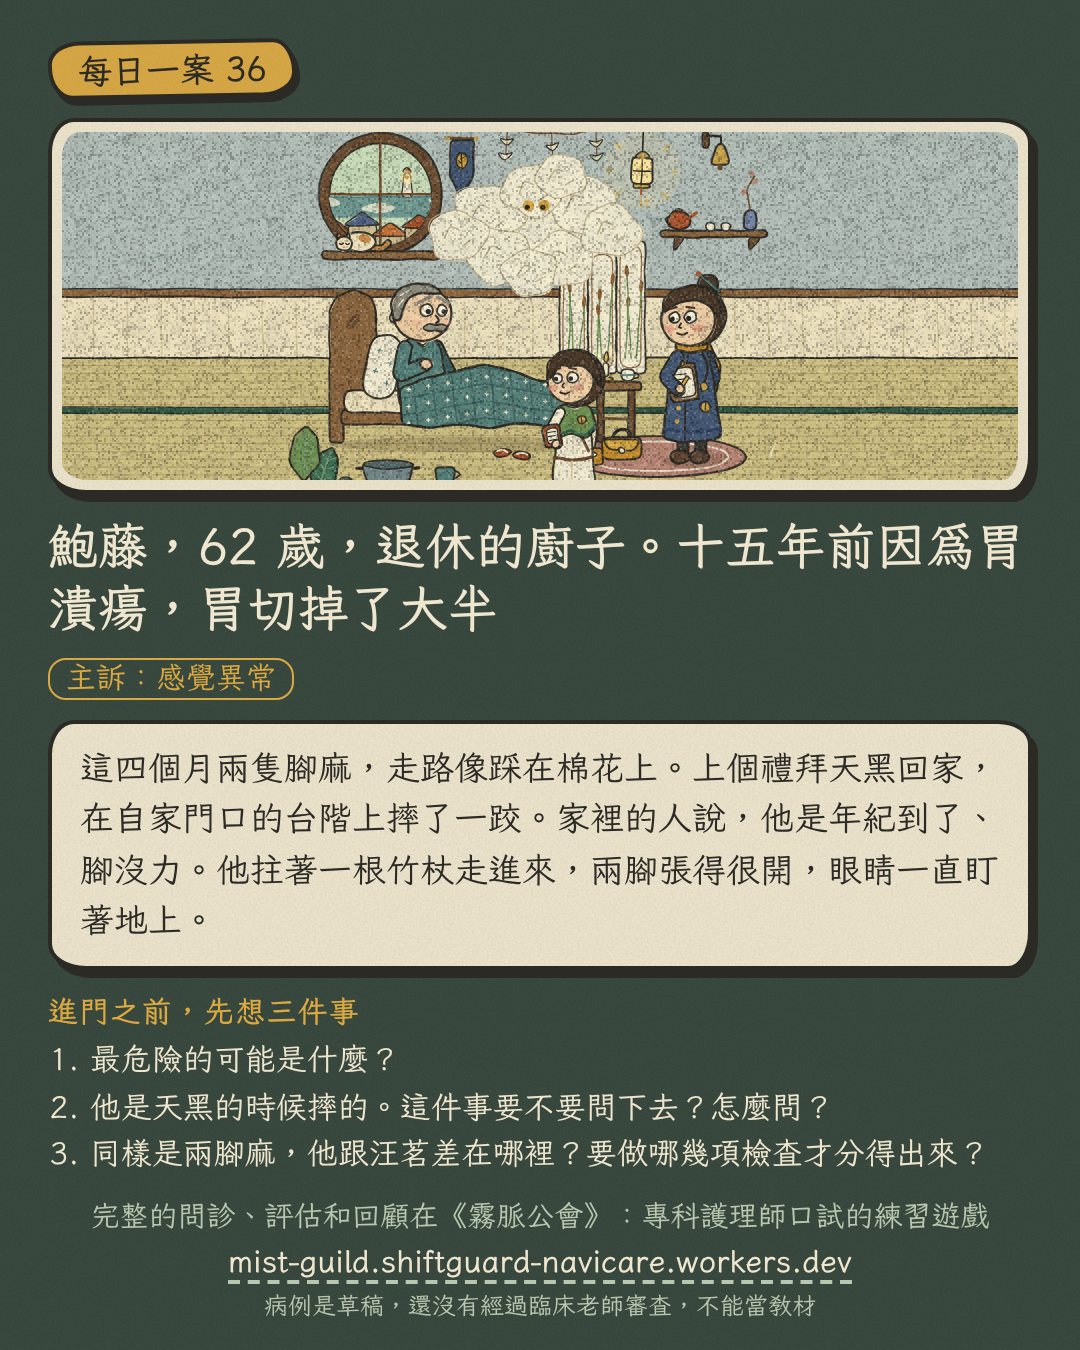 每日一案 36
鮑藤，62 歲，退休的廚子。十五年前因為胃
潰瘍，胃切掉了大半
主訴：感覺異常
這四個月兩隻腳麻，走路像踩在棉花上。上個禮拜天黑回家，
在自家門口的台階上摔了一跤。家裡的人說，他是年紀到了、
腳沒力。他拄著一根竹杖走進來，兩腳張得很開，眼睛一直盯
著地上。
進門之前，先想三件事
1. 最危險的可能是什麼？
2. 他是天黑的時候摔的。這件事要不要問下去？怎麼問？
3. 同樣是兩腳麻，他跟汪茗差在哪裡？要做哪幾項檢查才分得出來？
完整的問診、評估和回顧在《霧脈公會》：專科護理師口試的練習遊戲
mist-guild.shiftguard-navicare.workers.dev
病例是草稿，還沒有經過臨床老師審查，不能當教材